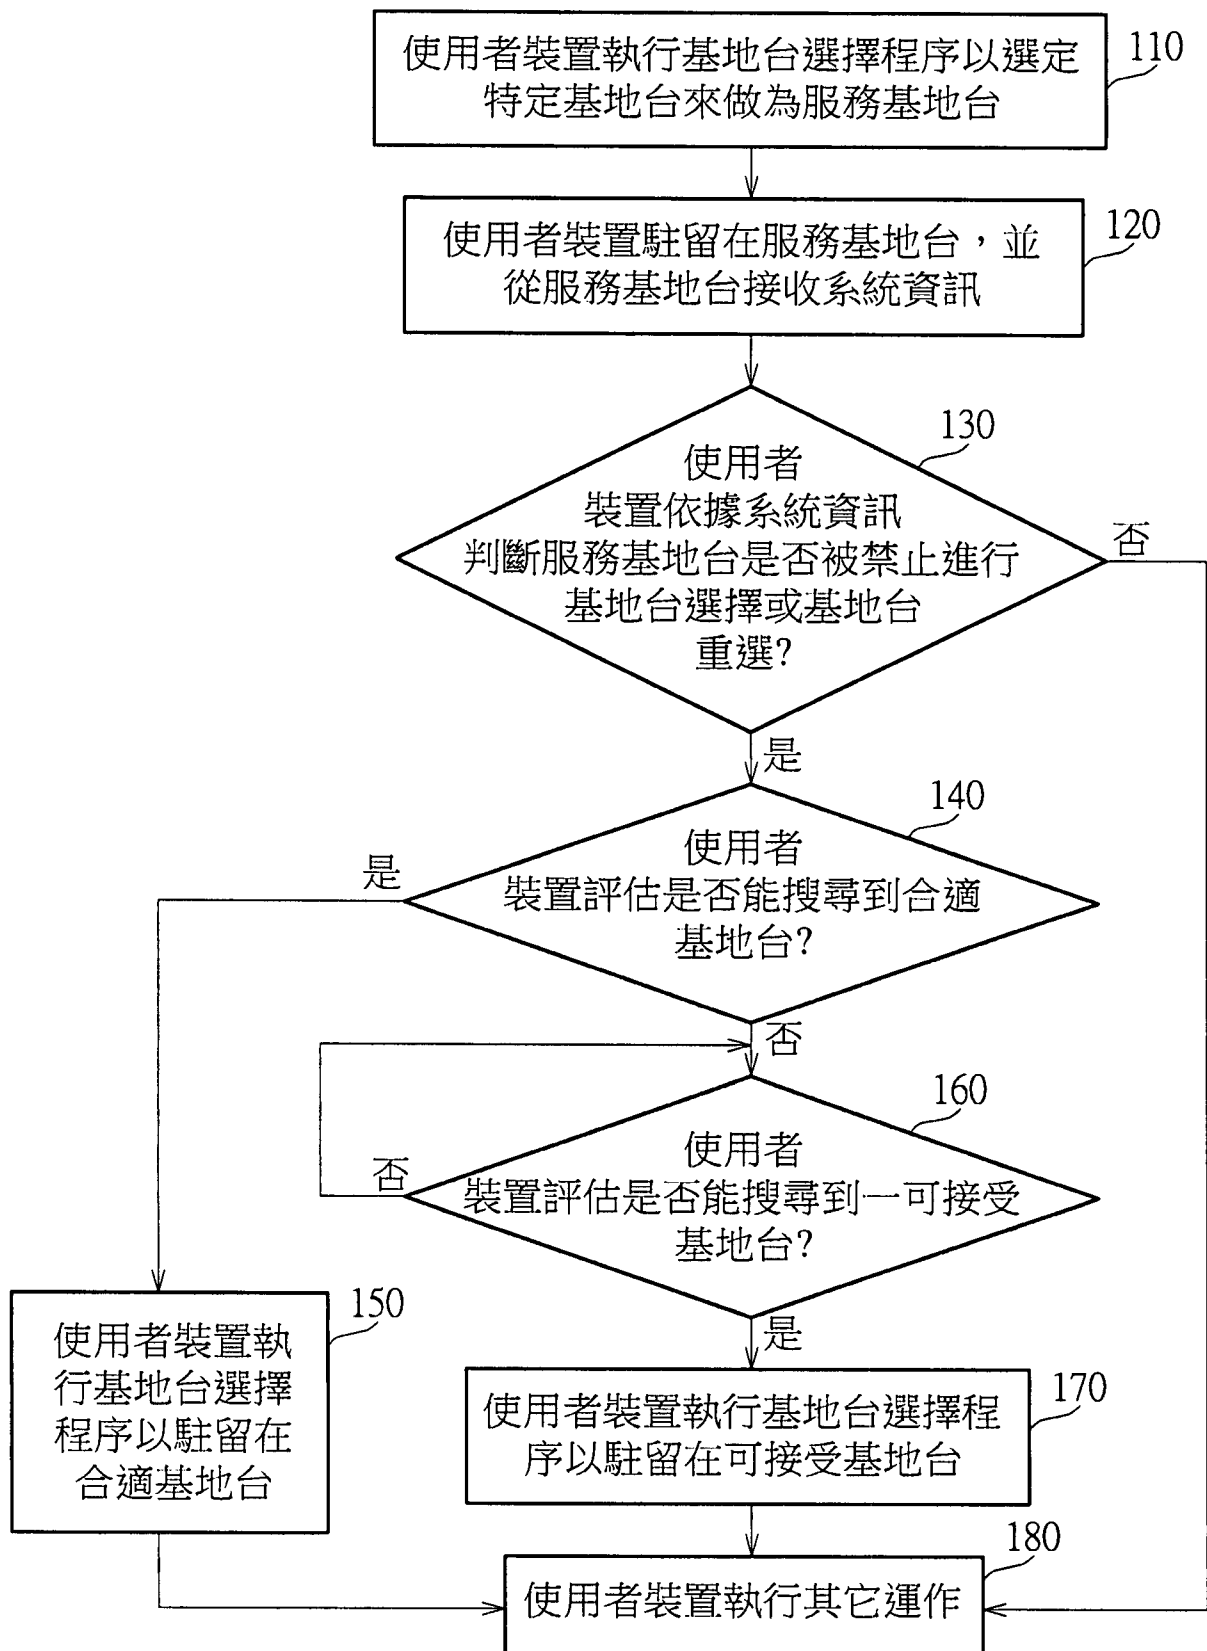 使用者裝置執行基地台選擇程序以選定
特定基地台來做為服務基地台
110
使用者裝置駐留在服務基地台，並
從服務基地台接收系統資訊
120
130
使用者
裝置依據系統資訊
判斷服務基地台是否被禁止進行
基地台選擇或基地台
重選?
否
是
140
使用者
裝置評估是否能搜尋到合適
基地台?
是
否
160
使用者
裝置評估是否能搜尋到一可接受
基地台?
否
是
150
使用者裝置執
行基地台選擇
程序以駐留在
合適基地台
170
使用者裝置執行基地台選擇程
序以駐留在可接受基地台
180
使用者裝置執行其它運作